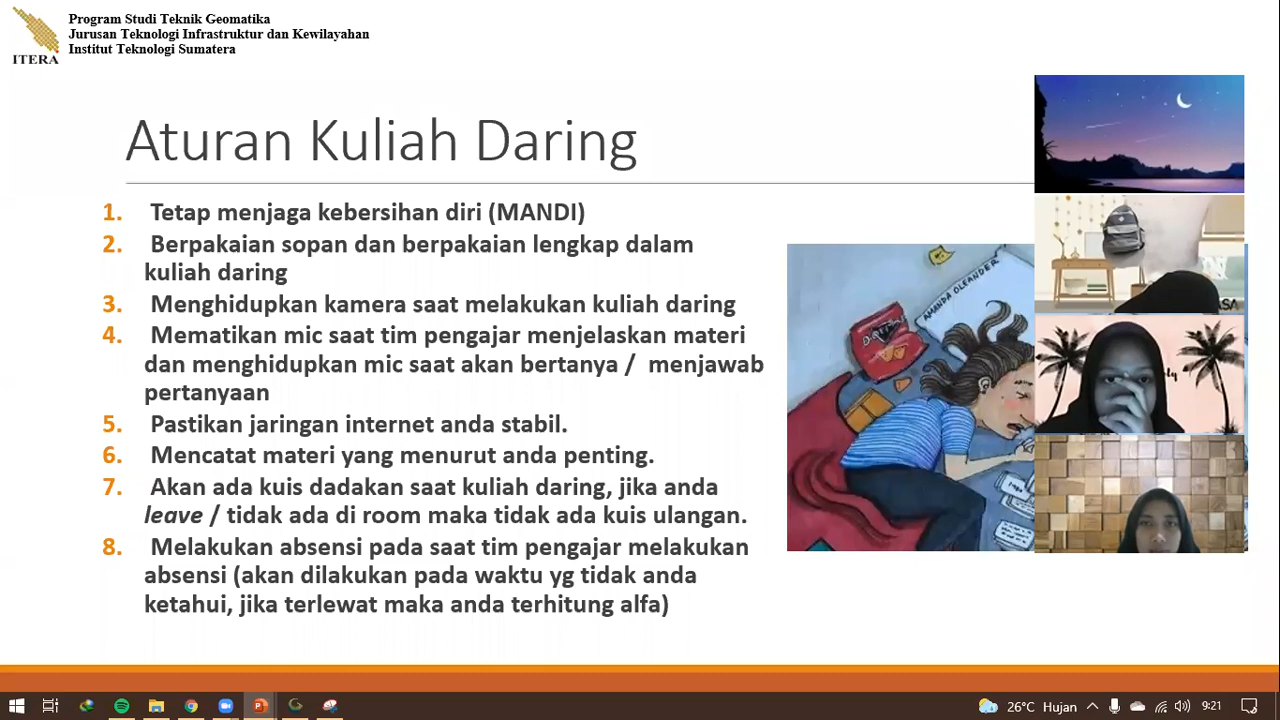 Program Studi Teknik Geomatika
Jurusan Teknologi Infrastruktur dan Kewilayahan
Institut Teknologi Sumatera
ITERA
Aturan Kuliah Daring
1. Tetap menjaga kebersihan diri (MANDI)
2. Berpakaian sopan dan berpakaian lengkap dalam
kuliah daring
3. Menghidupkan kamera saat melakukan kuliah daring
4. Mematikan mic saat tim pengajar menjelaskan materi
dan menghidupkan mic saat akan bertanya / menjawab
pertanyaan
5. Pastikan jaringan internet anda stabil.
6. Mencatat materi yang menurut anda penting.
7. Akan ada kuis dadakan saat kuliah daring, jika anda
leave / tidak ada di room maka tidak ada kuis ulangan.
8. Melakukan absensi pada saat tim pengajar melakukan
absensi (akan dilakukan pada waktu yg tidak anda
ketahui, jika terlewat maka anda terhitung alfa)
AMANDA OLEANDER
26°C Hujan
9:21